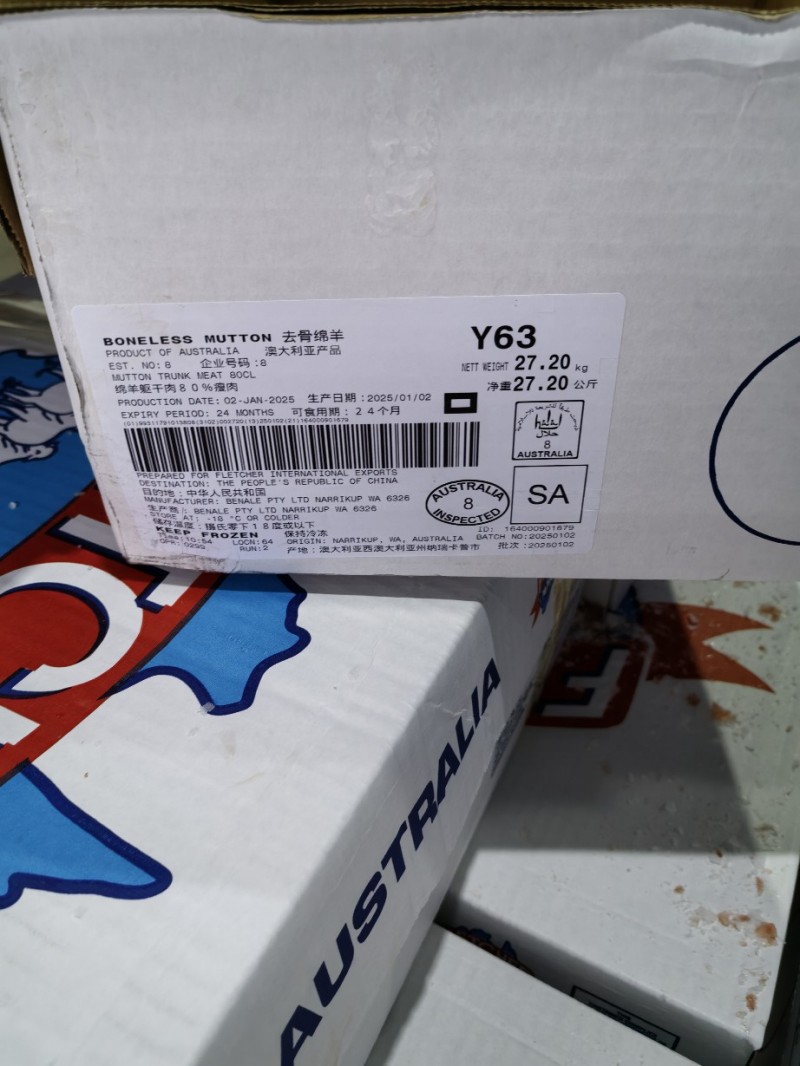 BONELESS MUTTON 去骨绵羊
PRODUCT OF AUSTRALIA 澳大利亚产品
EST. NO: 8 企业号码: 8
MUTTON TRUNK MEAT 80CL
绵羊躯干肉80%瘦肉
PRODUCTION DATE: 02-JAN-2025 生产日期: 2025/01/02
EXPIRY PERIOD: 24 MONTHS 可食用期: 24个月
Y63
NETT WEIGHT 27.20 kg
净重 27.20 公斤
PREPARED FOR FLETCHER INTERNATIONAL EXPORTS
DESTINATION: THE PEOPLE'S REPUBLIC OF CHINA
目的地: 中华人民共和国
MANUFACTURER: BENALE PTY LTD NARRIKUP WA 6326
生产商: BENALE PTY LTD NARRIKUP WA 6326
STORE AT: -18 °C OR COLDER
储存温度: 摄氏零下18度或以下
KEEP FROZEN 保持冷冻
LOCN: 64 ORIGIN: NARRIKUP, WA, AUSTRALIA
RUN: 2 产地: 澳大利亚西澳大利亚州纳瑞卡普市
حلال
8
AUSTRALIA
AUSTRALIA
8
INSPECTED
SA
ID: 164000901679
BATCH NO: 20250102
批次: 20250102
AUSTRALIA